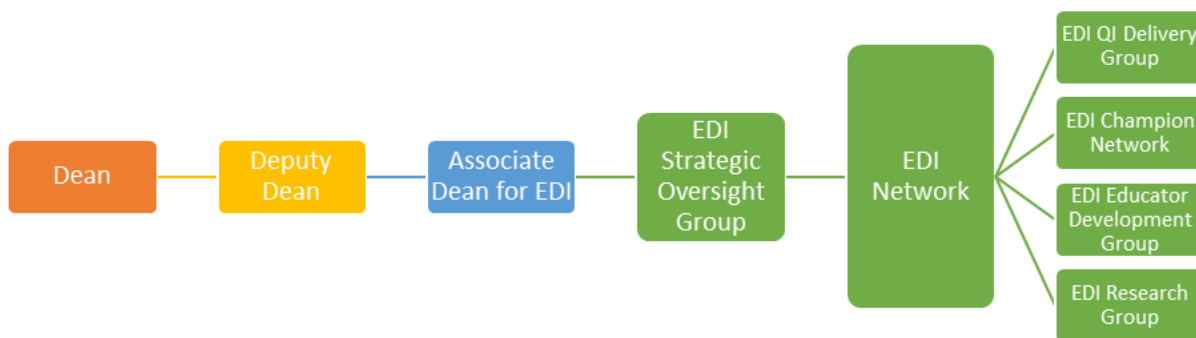 Dean
Deputy
Dean
Associate
Dean for EDI
EDI
Strategic
Oversight
Group
EDI
Network
EDI QI Delivery
Group
EDI Champion
Network
EDI Educator
Development
Group
EDI Research
Group